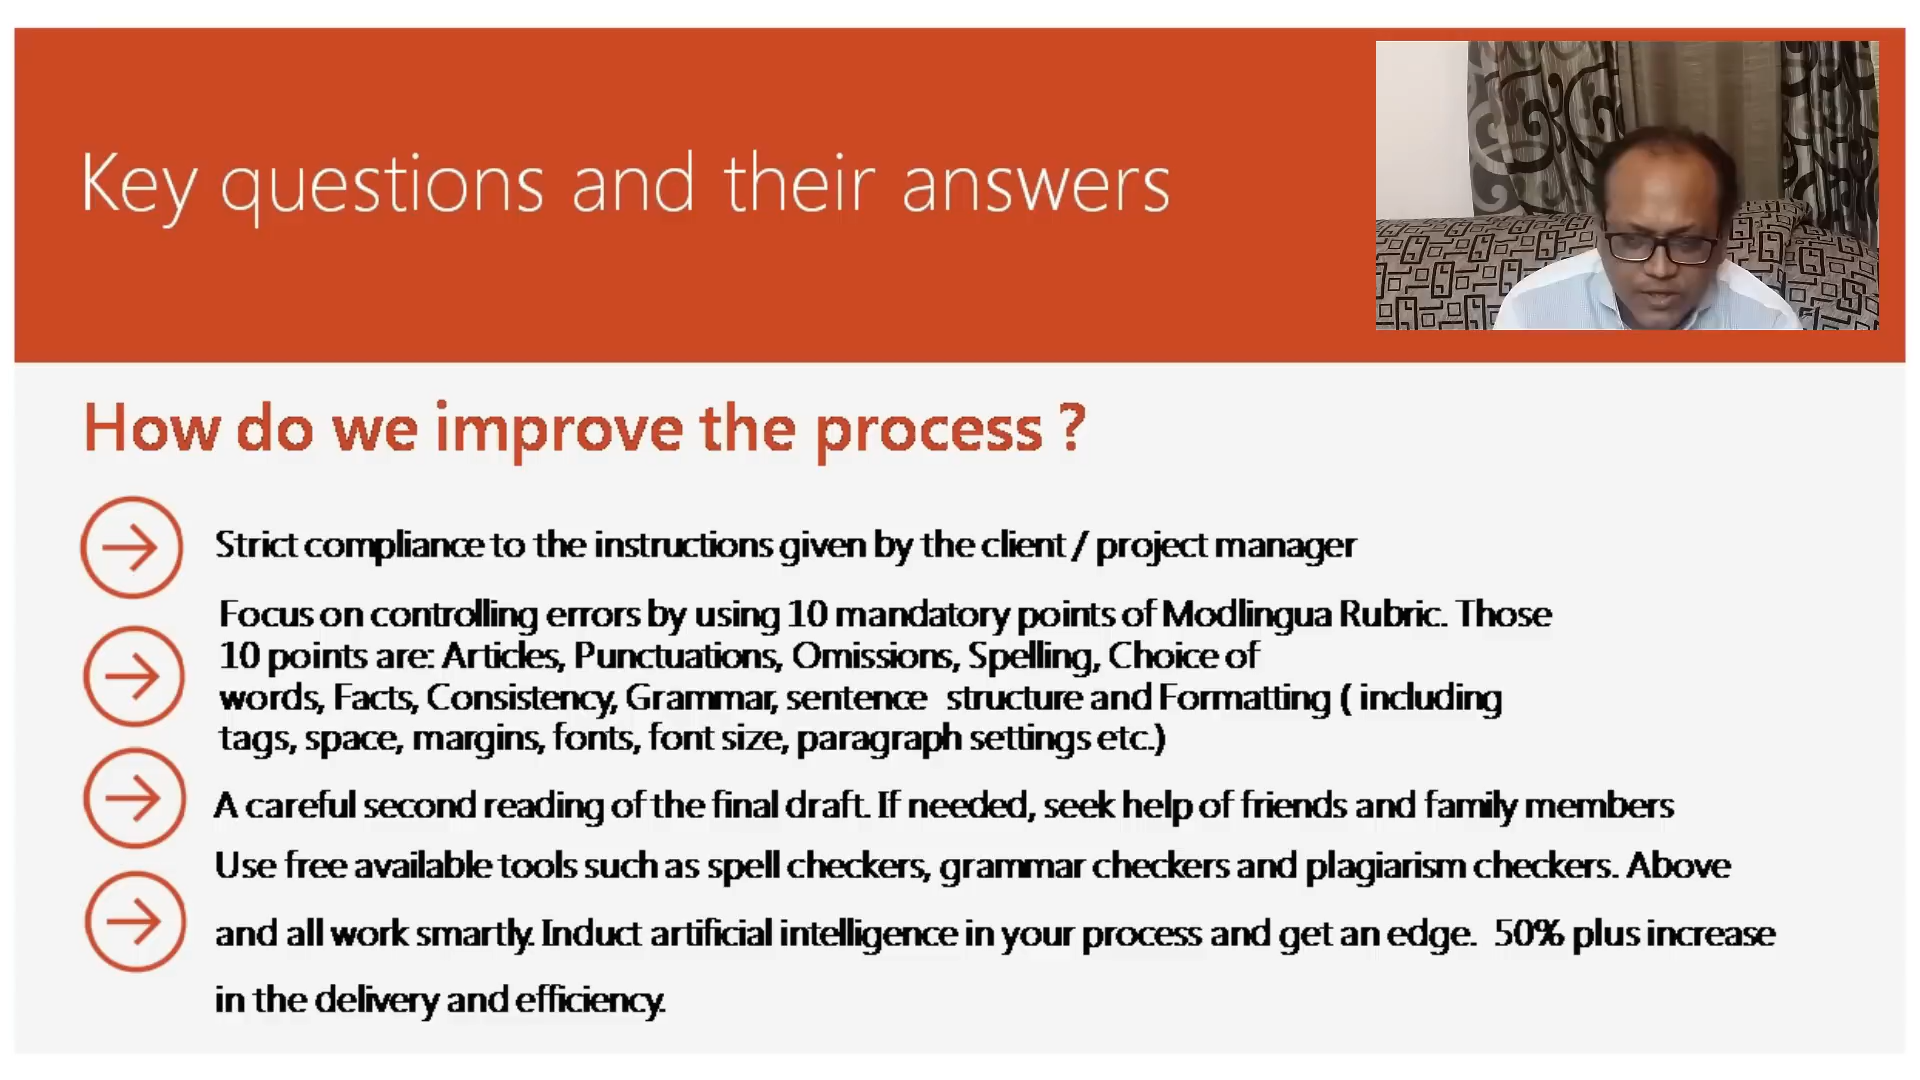 Key questions and their answers
How do we improve the process ?
Strict compliance to the instructions given by the client / project manager
Focus on controlling errors by using 10 mandatory points of Modlingua Rubric. Those
10 points are: Articles, Punctuations, Omissions, Spelling, Choice of
words, Facts, Consistency, Grammar, sentence structure and Formatting ( including
tags, space, margins, fonts, font size, paragraph settings etc.)
A careful second reading of the final draft. If needed, seek help of friends and family members
Use free available tools such as spell checkers, grammar checkers and plagiarism checkers. Above
and all work smartly. Induct artificial intelligence in your process and get an edge. 50% plus increase
in the delivery and efficiency.